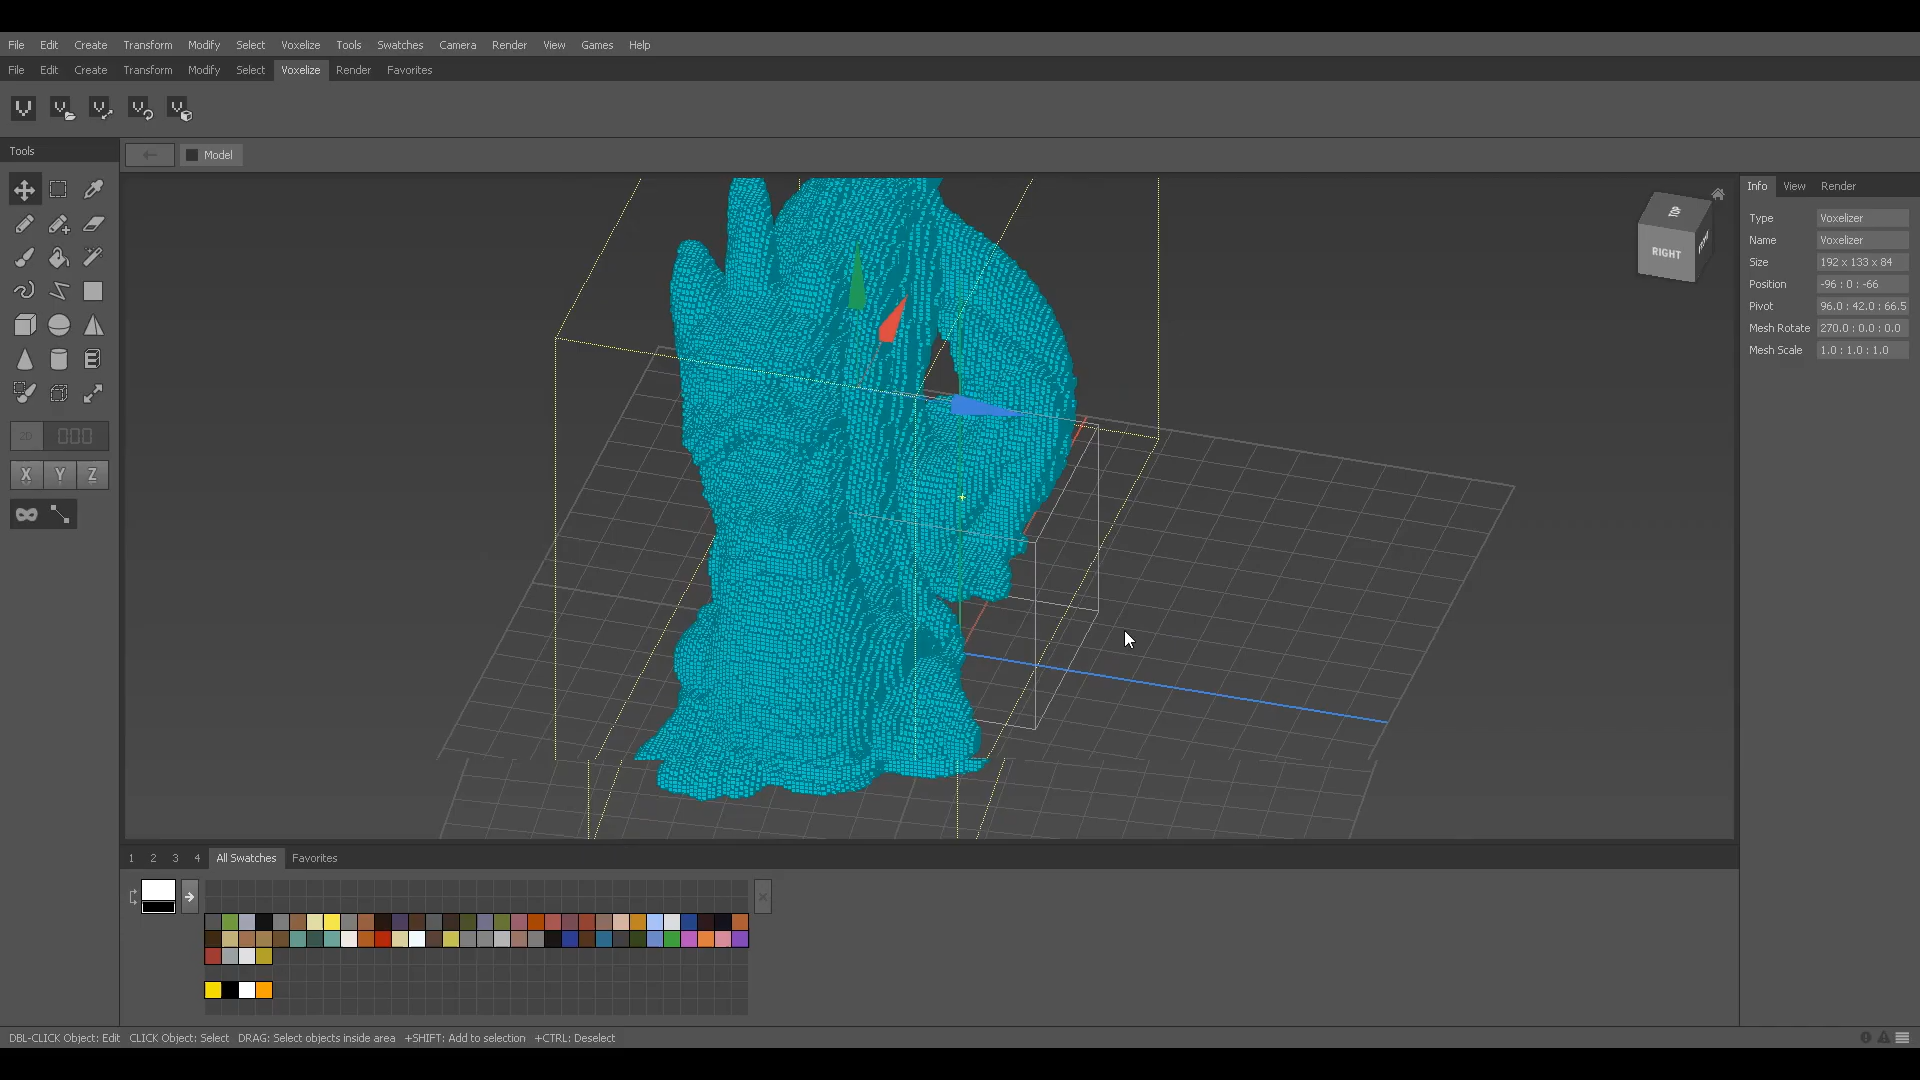 File Edit Create Transform Modify Select Voxelize Tools Swatches Camera Render View Games Help
File Edit Create Transform Modify Select Voxelize Render Favorites
Tools
Model
Info View Render
Type Voxelizer
Name Voxelizer
Size 192 x 133 x 84
Position -96 : 0 : -66
Pivot 96.0 : 42.0 : 66.5
Mesh Rotate 270.0 : 0.0 : 0.0
Mesh Scale 1.0 : 1.0 : 1.0
RIGHT
2D
X Y Z
1 2 3 4 All Swatches Favorites
DBL-CLICK Object: Edit CLICK Object: Select DRAG: Select objects inside area +SHIFT: Add to selection +CTRL: Deselect